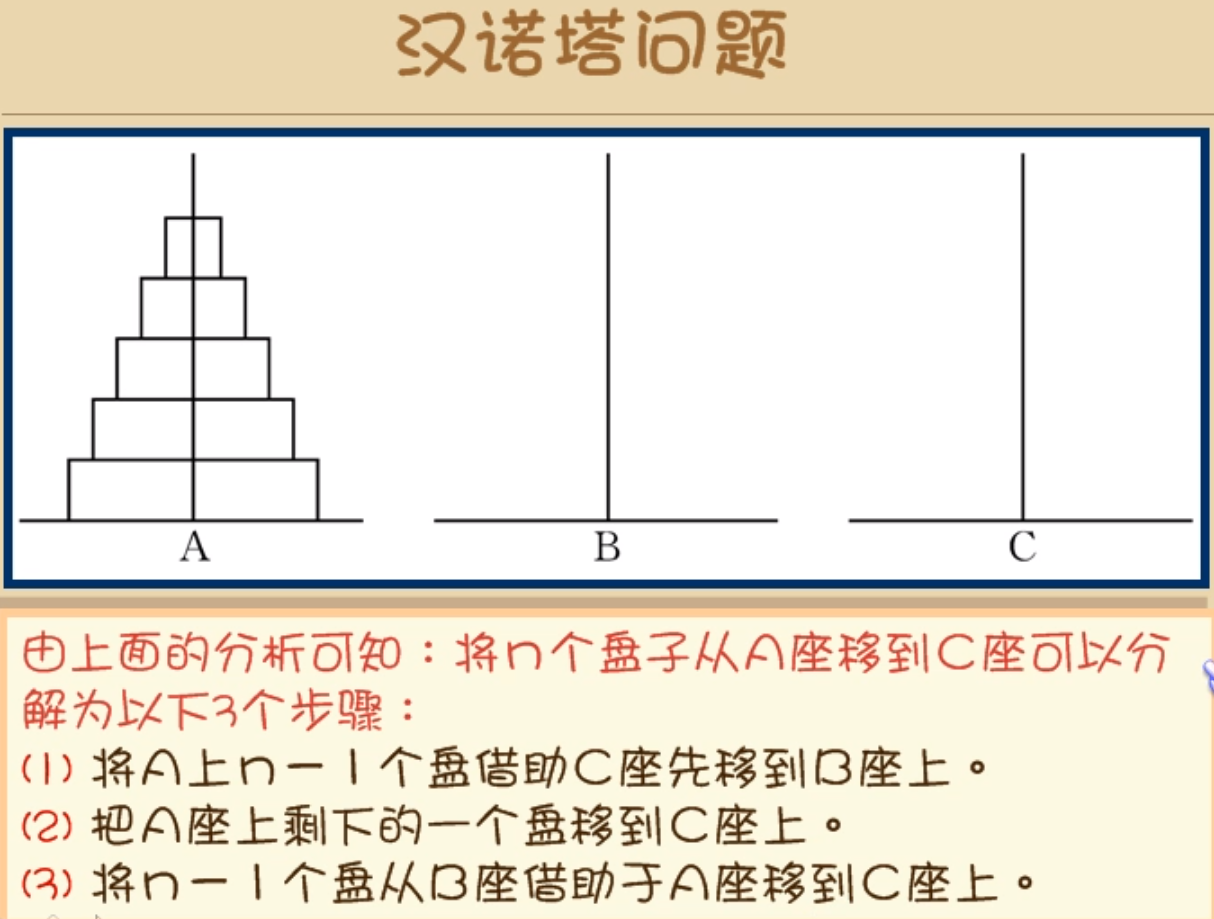 汉诺塔问题
A B C
由上面的分析可知：将n个盘子从A座移到C座可以分
解为以下3个步骤：
(1) 将A上n－1个盘借助C座先移到B座上。
(2) 把A座上剩下的一个盘移到C座上。
(3) 将n－1个盘从B座借助于A座移到C座上。